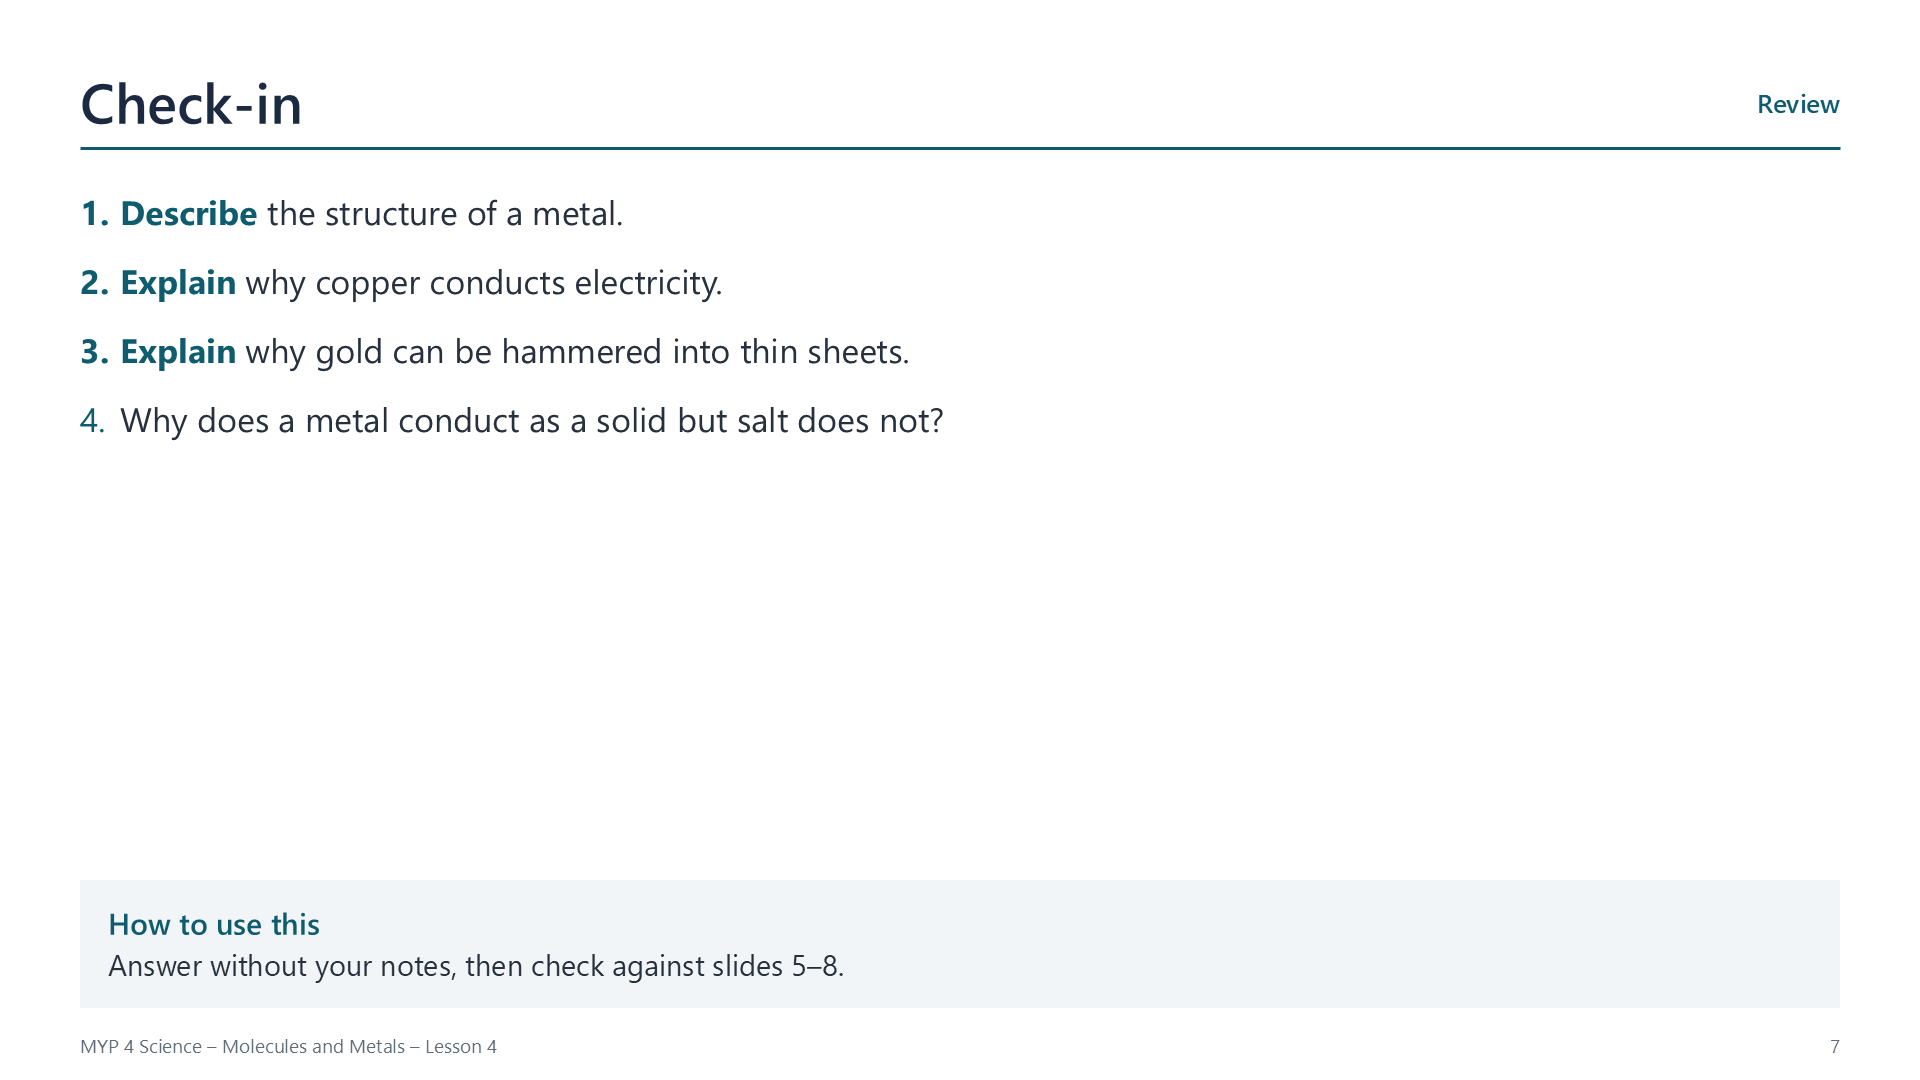 Check-in
Review
1. Describe the structure of a metal.
2. Explain why copper conducts electricity.
3. Explain why gold can be hammered into thin sheets.
4. Why does a metal conduct as a solid but salt does not?
How to use this
Answer without your notes, then check against slides 5–8.
MYP 4 Science – Molecules and Metals – Lesson 4
7